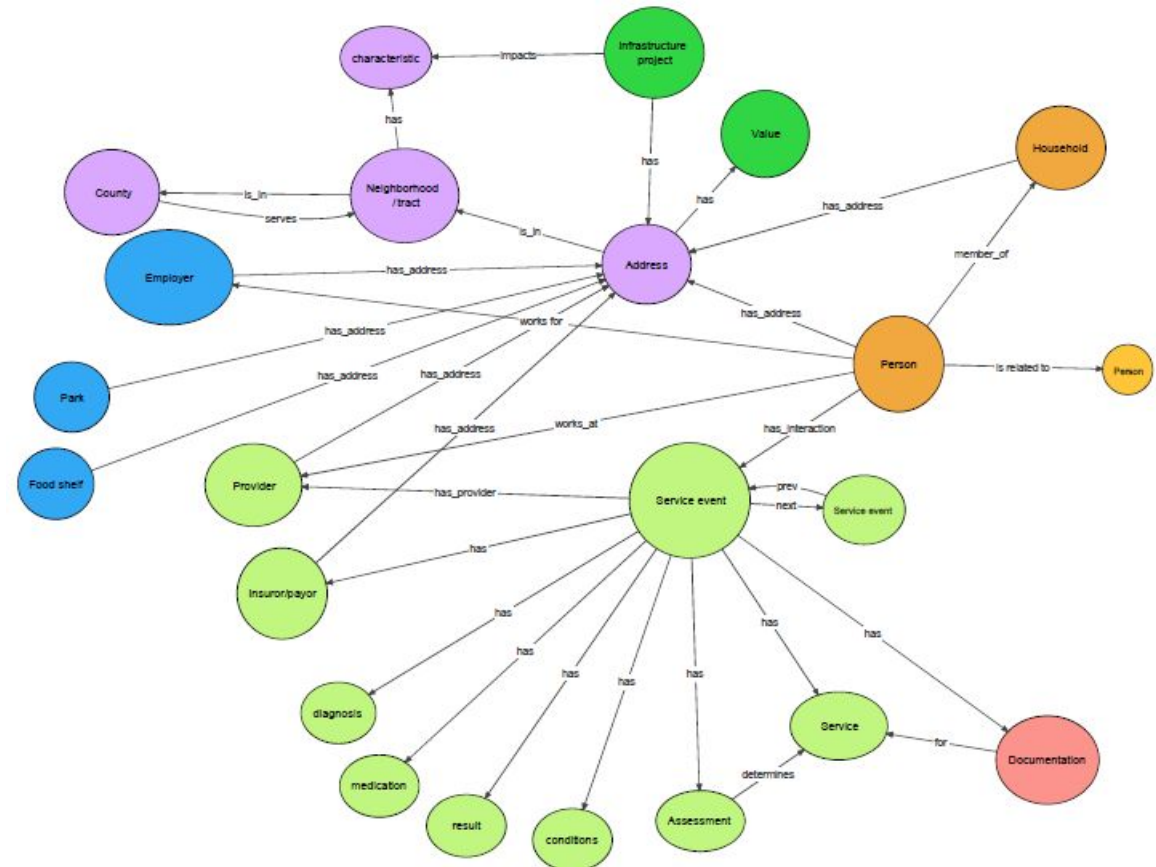 Infrastructure
project
characteristic
impacts
has
has
Value
has
Household
County
is_in
serves
Neighborhood
/ tract
is_in
has_address
Employer
has_address
Address
member_of
has_address
works for
Person
is related to
Person
Park
has_address
has_address
has_address
works_at
has_interaction
has_address
Food shelf
Provider
has_provider
Service event
prev
next
Service event
has
Insuror/payor
has
has
has
has
has
has
has
diagnosis
medication
result
conditions
Assessment
determines
Service
for
Documentation